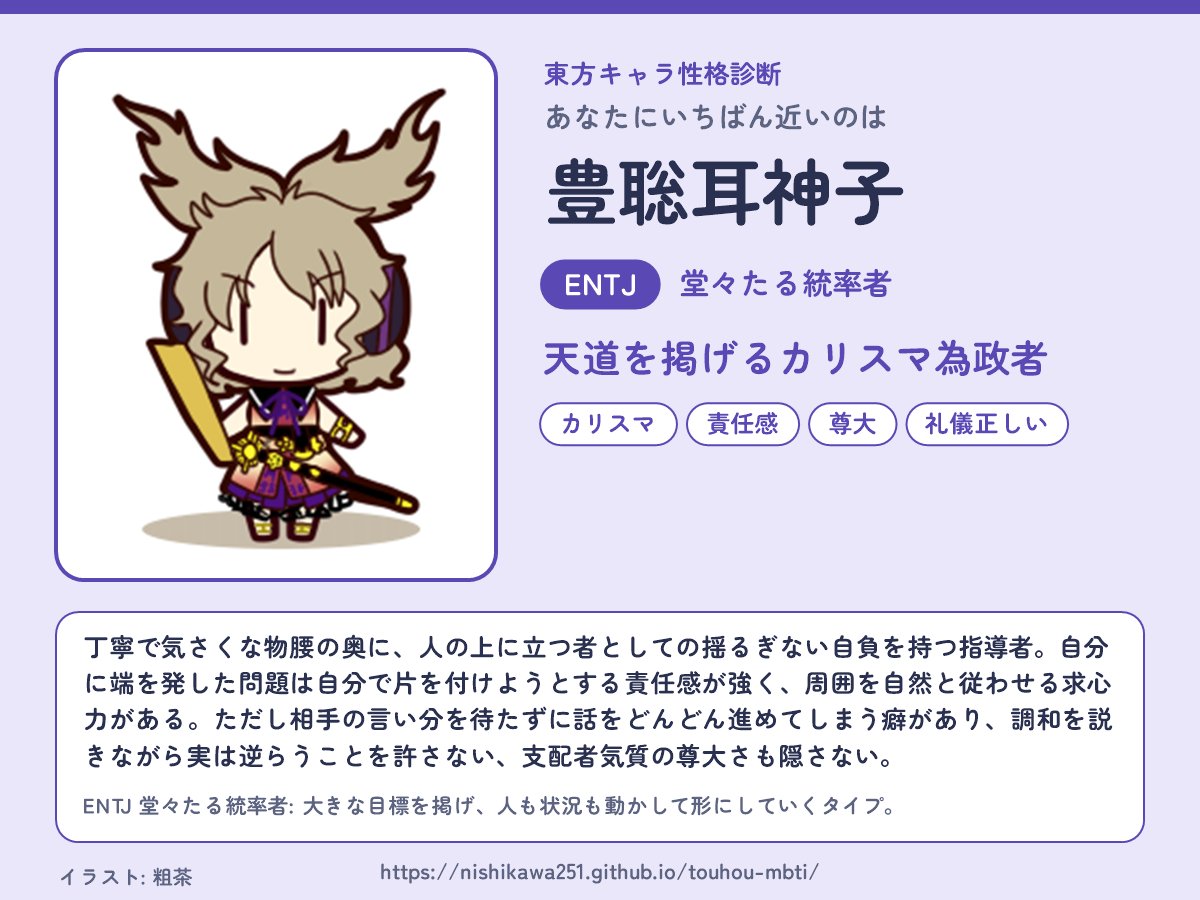 東方キャラ性格診断
あなたにいちばん近いのは
豊聡耳神子
ENTJ 堂々たる統率者
天道を掲げるカリスマ為政者
カリスマ 責任感 尊大 礼儀正しい
丁寧で気さくな物腰の奥に、人の上に立つ者としての揺るぎない自負を持つ指導者。自分
に端を発した問題は自分で片を付けようとする責任感が強く、周囲を自然と従わせる求心
力がある。ただし相手の言い分を待たずに話をどんどん進めてしまう癖があり、調和を説
きながら実は逆らうことを許さない、支配者気質の尊大さも隠さない。
ENTJ 堂々たる統率者: 大きな目標を掲げ、人も状況も動かして形にしていくタイプ。
イラスト: 粗茶 https://nishikawa251.github.io/touhou-mbti/